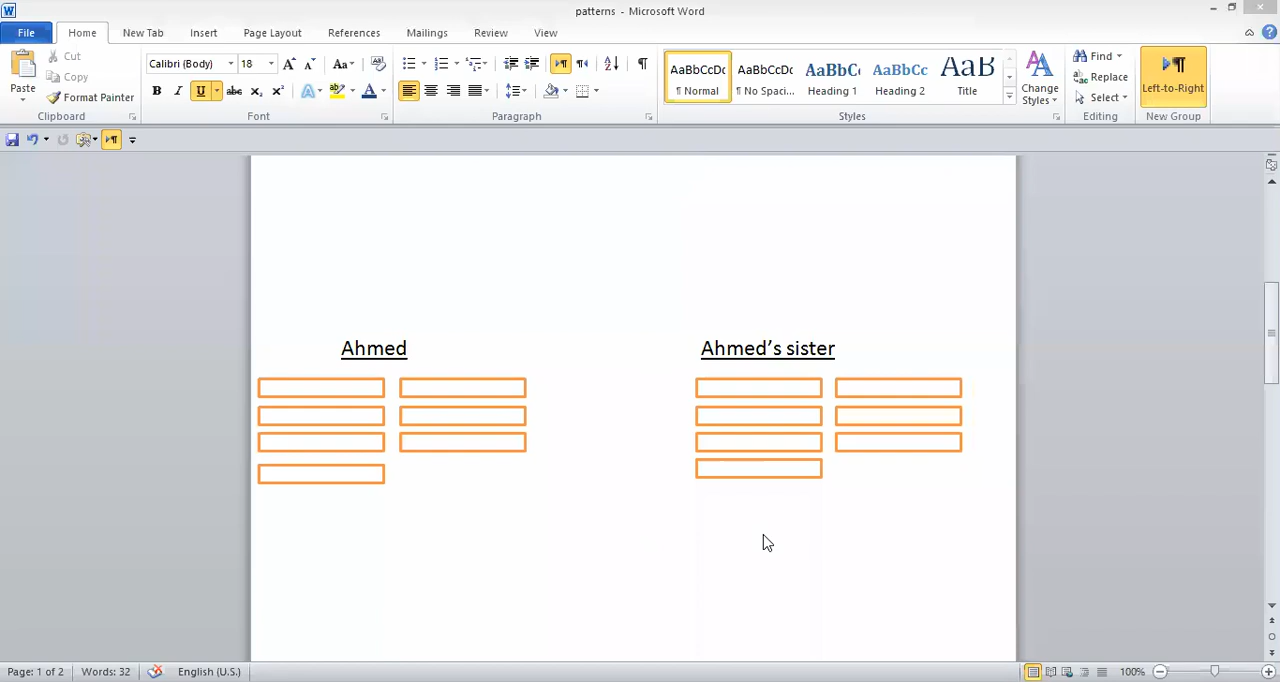 patterns - Microsoft Word
File Home New Tab Insert Page Layout References Mailings Review View
Cut
Copy
Format Painter
Paste
Clipboard
Calibri (Body) 18
Font
Paragraph
AaBbCcDc AaBbCcDc AaBbC AaBbCc AaB
¶ Normal ¶ No Spaci... Heading 1 Heading 2 Title
Change
Styles
Styles
Find
Replace
Select
Editing
Left-to-Right
New Group
Ahmed Ahmed’s sister
Page: 1 of 2 Words: 32 English (U.S.) 100%